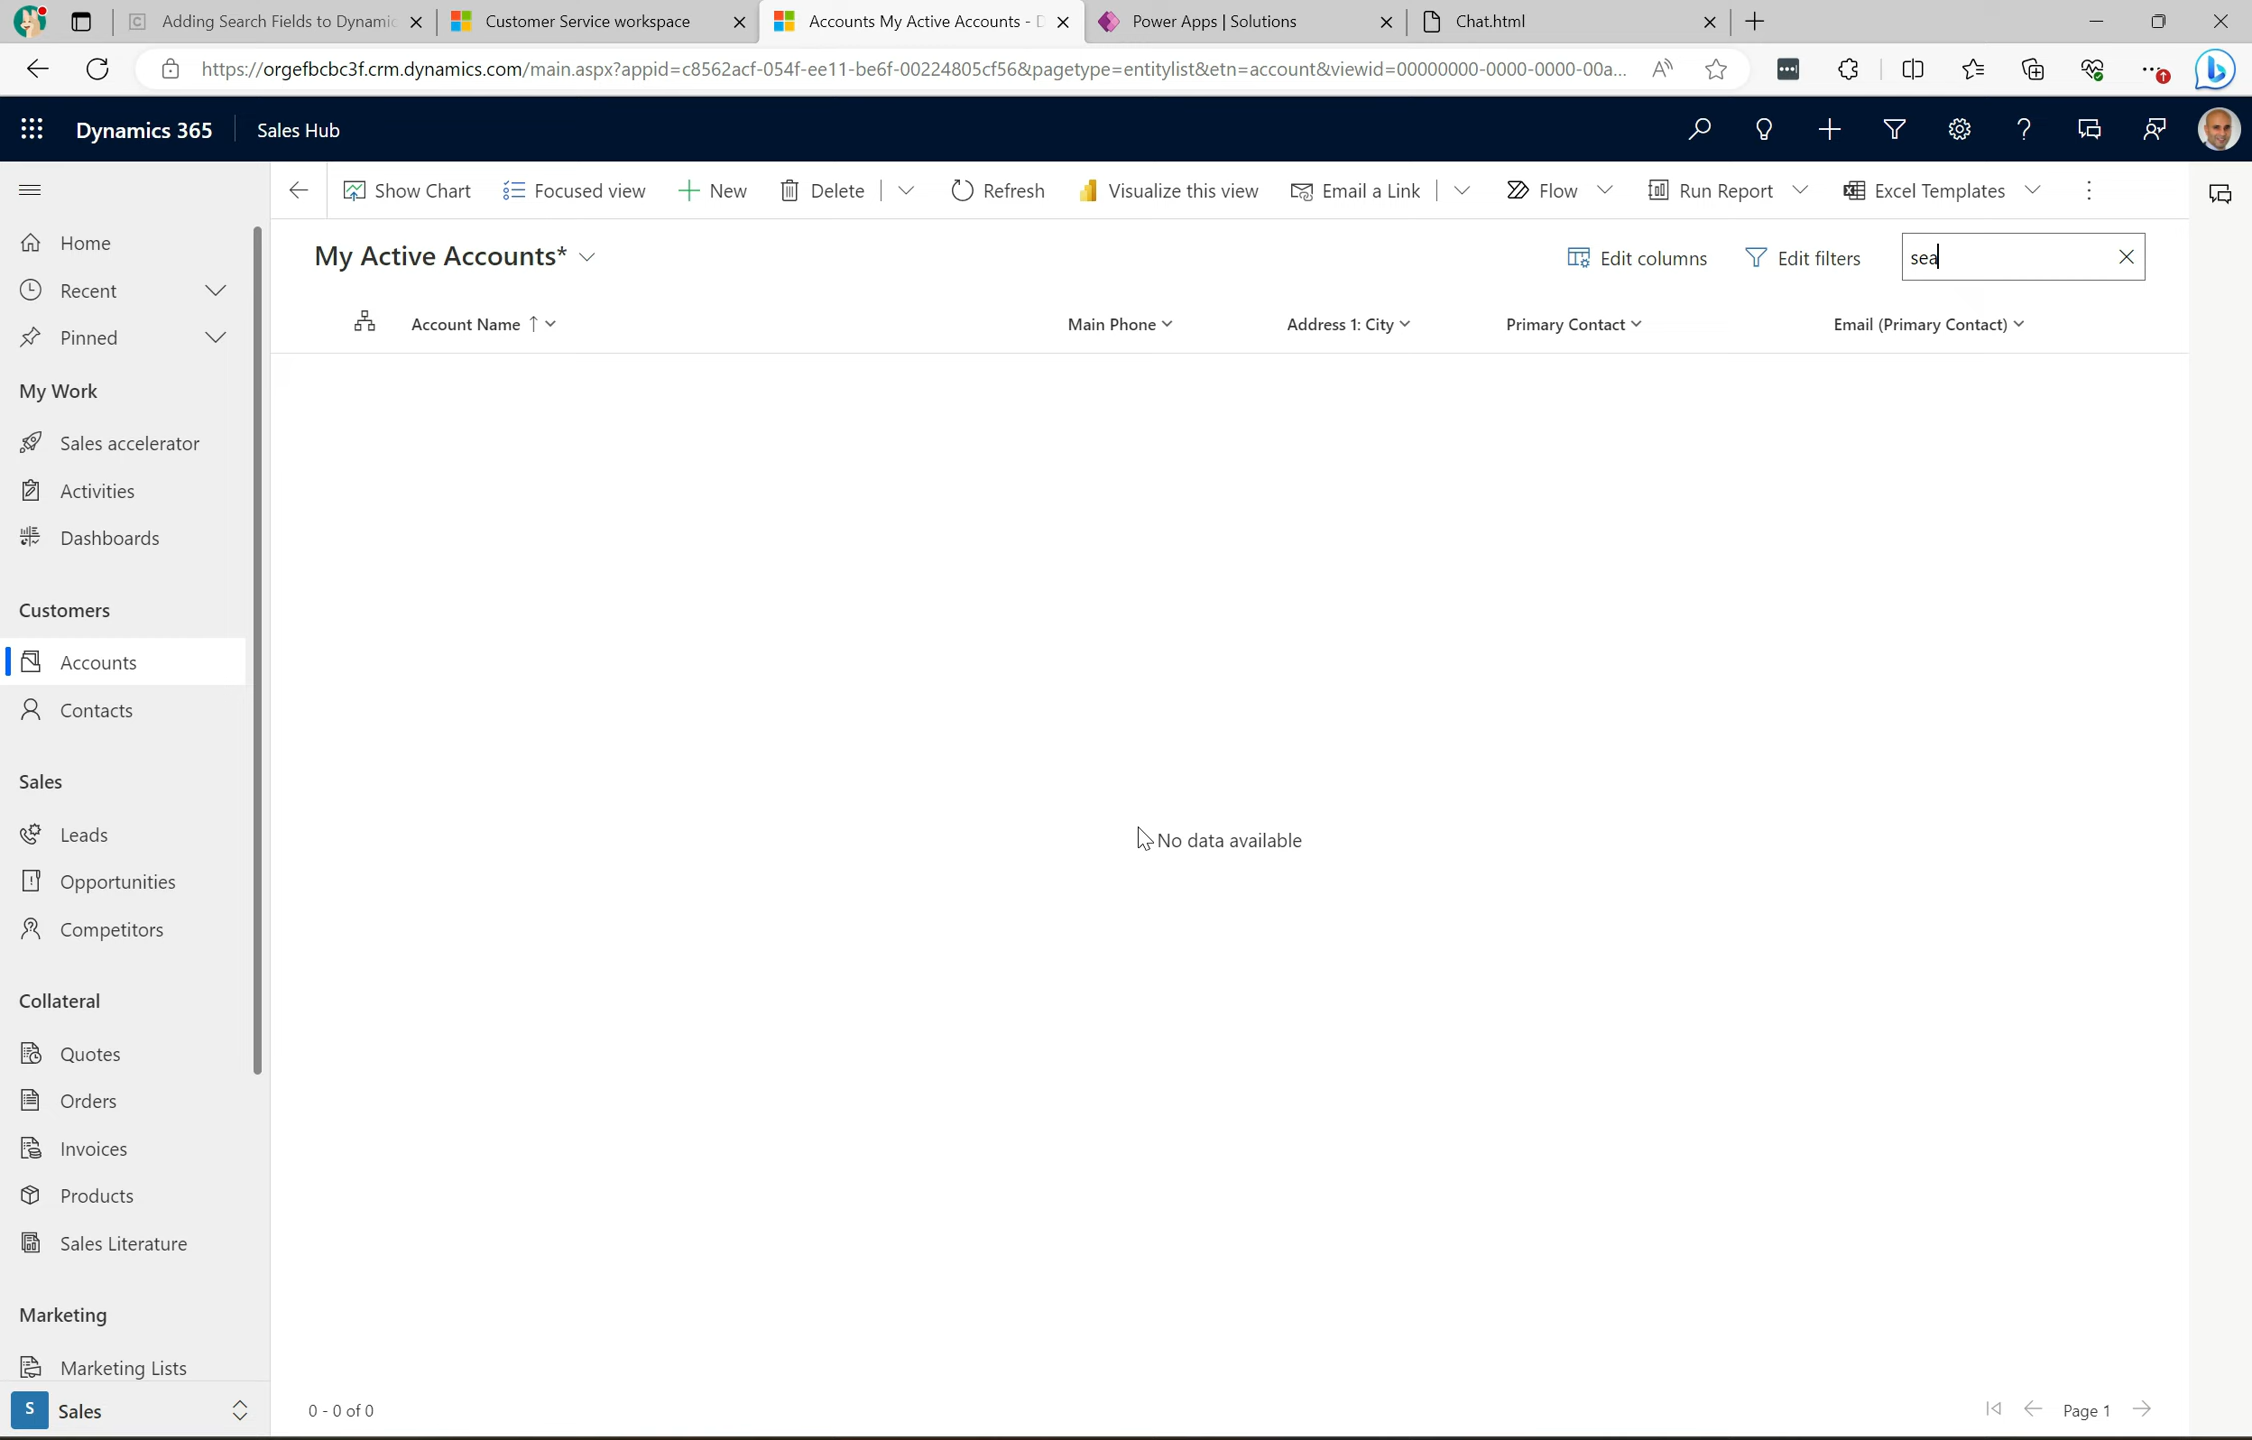 Adding Search Fields to Dynamic
Customer Service workspace
Accounts My Active Accounts - D
Power Apps | Solutions
Chat.html
https://orgefbcbc3f.crm.dynamics.com/main.aspx?appid=c8562acf-054f-ee11-be6f-00224805cf56&pagetype=entitylist&etn=account&viewid=00000000-0000-0000-00a...
Dynamics 365
Sales Hub
Show Chart
Focused view
New
Delete
Refresh
Visualize this view
Email a Link
Flow
Run Report
Excel Templates
Home
Recent
Pinned
My Work
Sales accelerator
Activities
Dashboards
Customers
Accounts
Contacts
Sales
Leads
Opportunities
Competitors
Collateral
Quotes
Orders
Invoices
Products
Sales Literature
Marketing
Marketing Lists
S Sales
My Active Accounts*
Edit columns
Edit filters
sea
Account Name
Main Phone
Address 1: City
Primary Contact
Email (Primary Contact)
No data available
0 - 0 of 0
Page 1